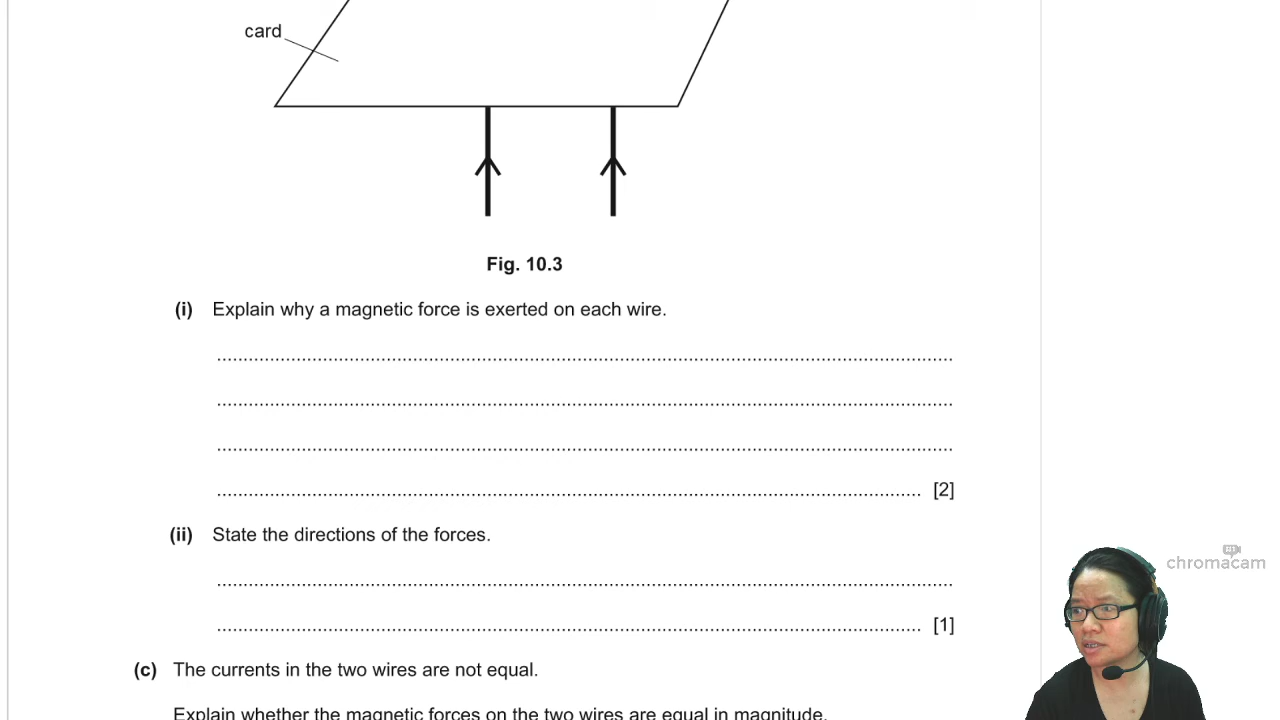 card
Fig. 10.3
(i) Explain why a magnetic force is exerted on each wire.
..........
..........
..........
.......... [2]
(ii) State the directions of the forces.
..........
.......... [1]
chromacam
(c) The currents in the two wires are not equal.
Explain whether the magnetic forces on the two wires are equal in magnitude.